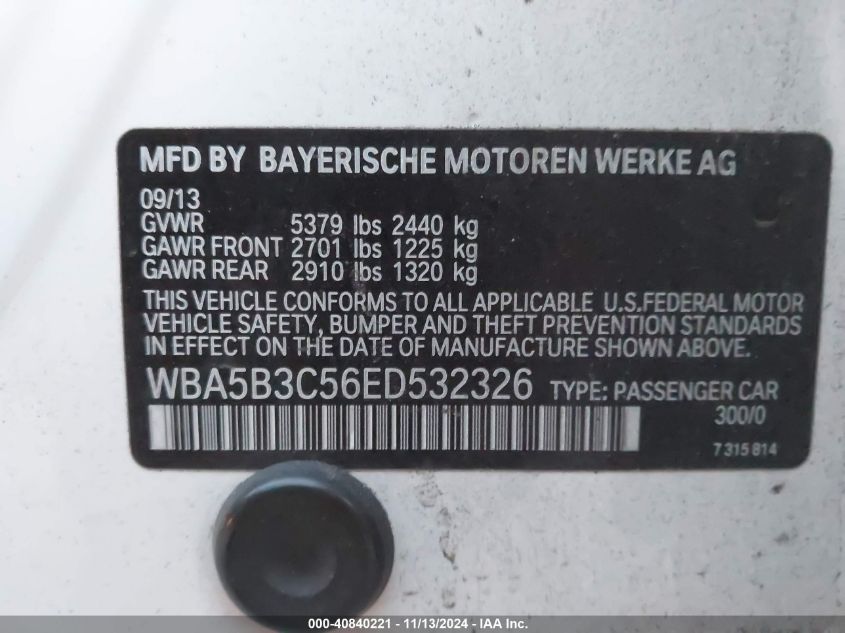 MFD BY BAYERISCHE MOTOREN WERKE AG
09/13
GVWR 5379 lbs 2440 kg
GAWR FRONT 2701 lbs 1225 kg
GAWR REAR 2910 lbs 1320 kg
THIS VEHICLE CONFORMS TO ALL APPLICABLE U.S.FEDERAL MOTOR
VEHICLE SAFETY, BUMPER AND THEFT PREVENTION STANDARDS
IN EFFECT ON THE DATE OF MANUFACTURE SHOWN ABOVE.
WBA5B3C56ED532326 TYPE: PASSENGER CAR
300/0
7 315 814
000-40840221 - 11/13/2024 - IAA Inc.